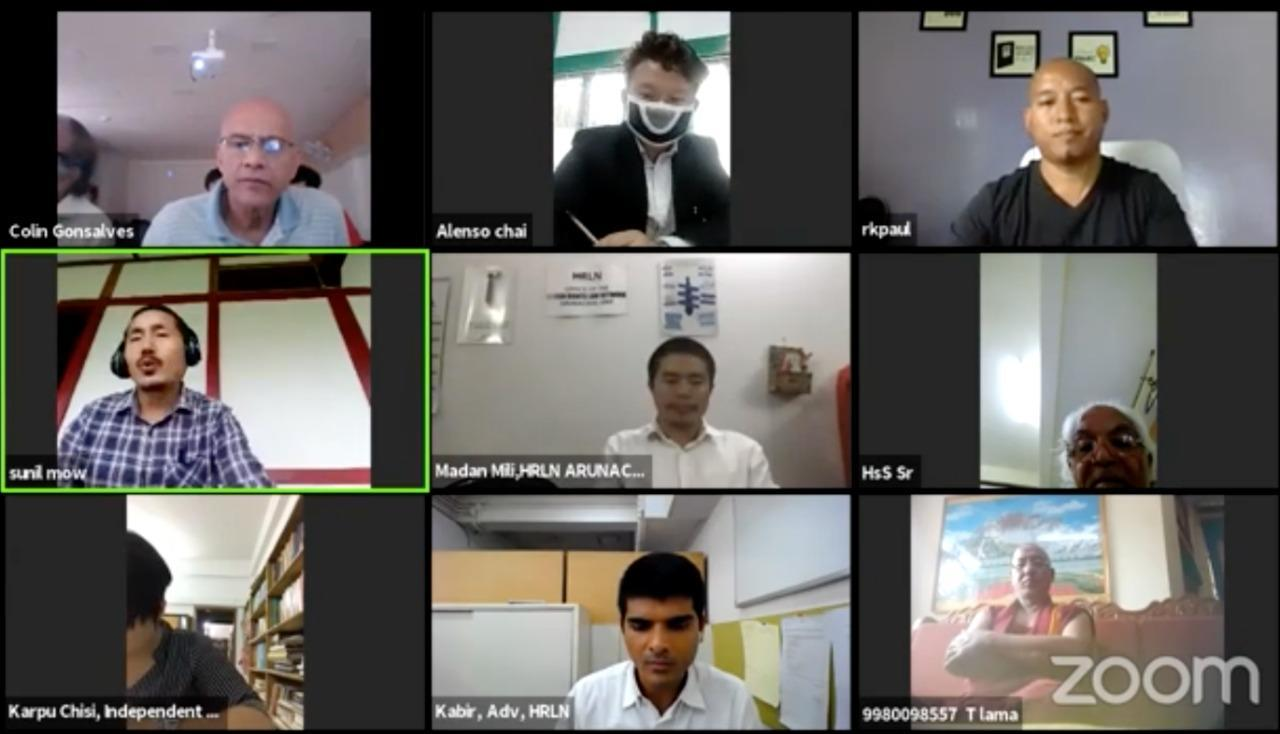 Colin Gonsalves
Alenso chai
rkpaul
sunil mow
HRLN
Madan Mili,HRLN ARUNAC...
HsS Sr
Karpu Chisi, Independent ...
Kabir, Adv, HRLN
9980098557 T lama
zoom